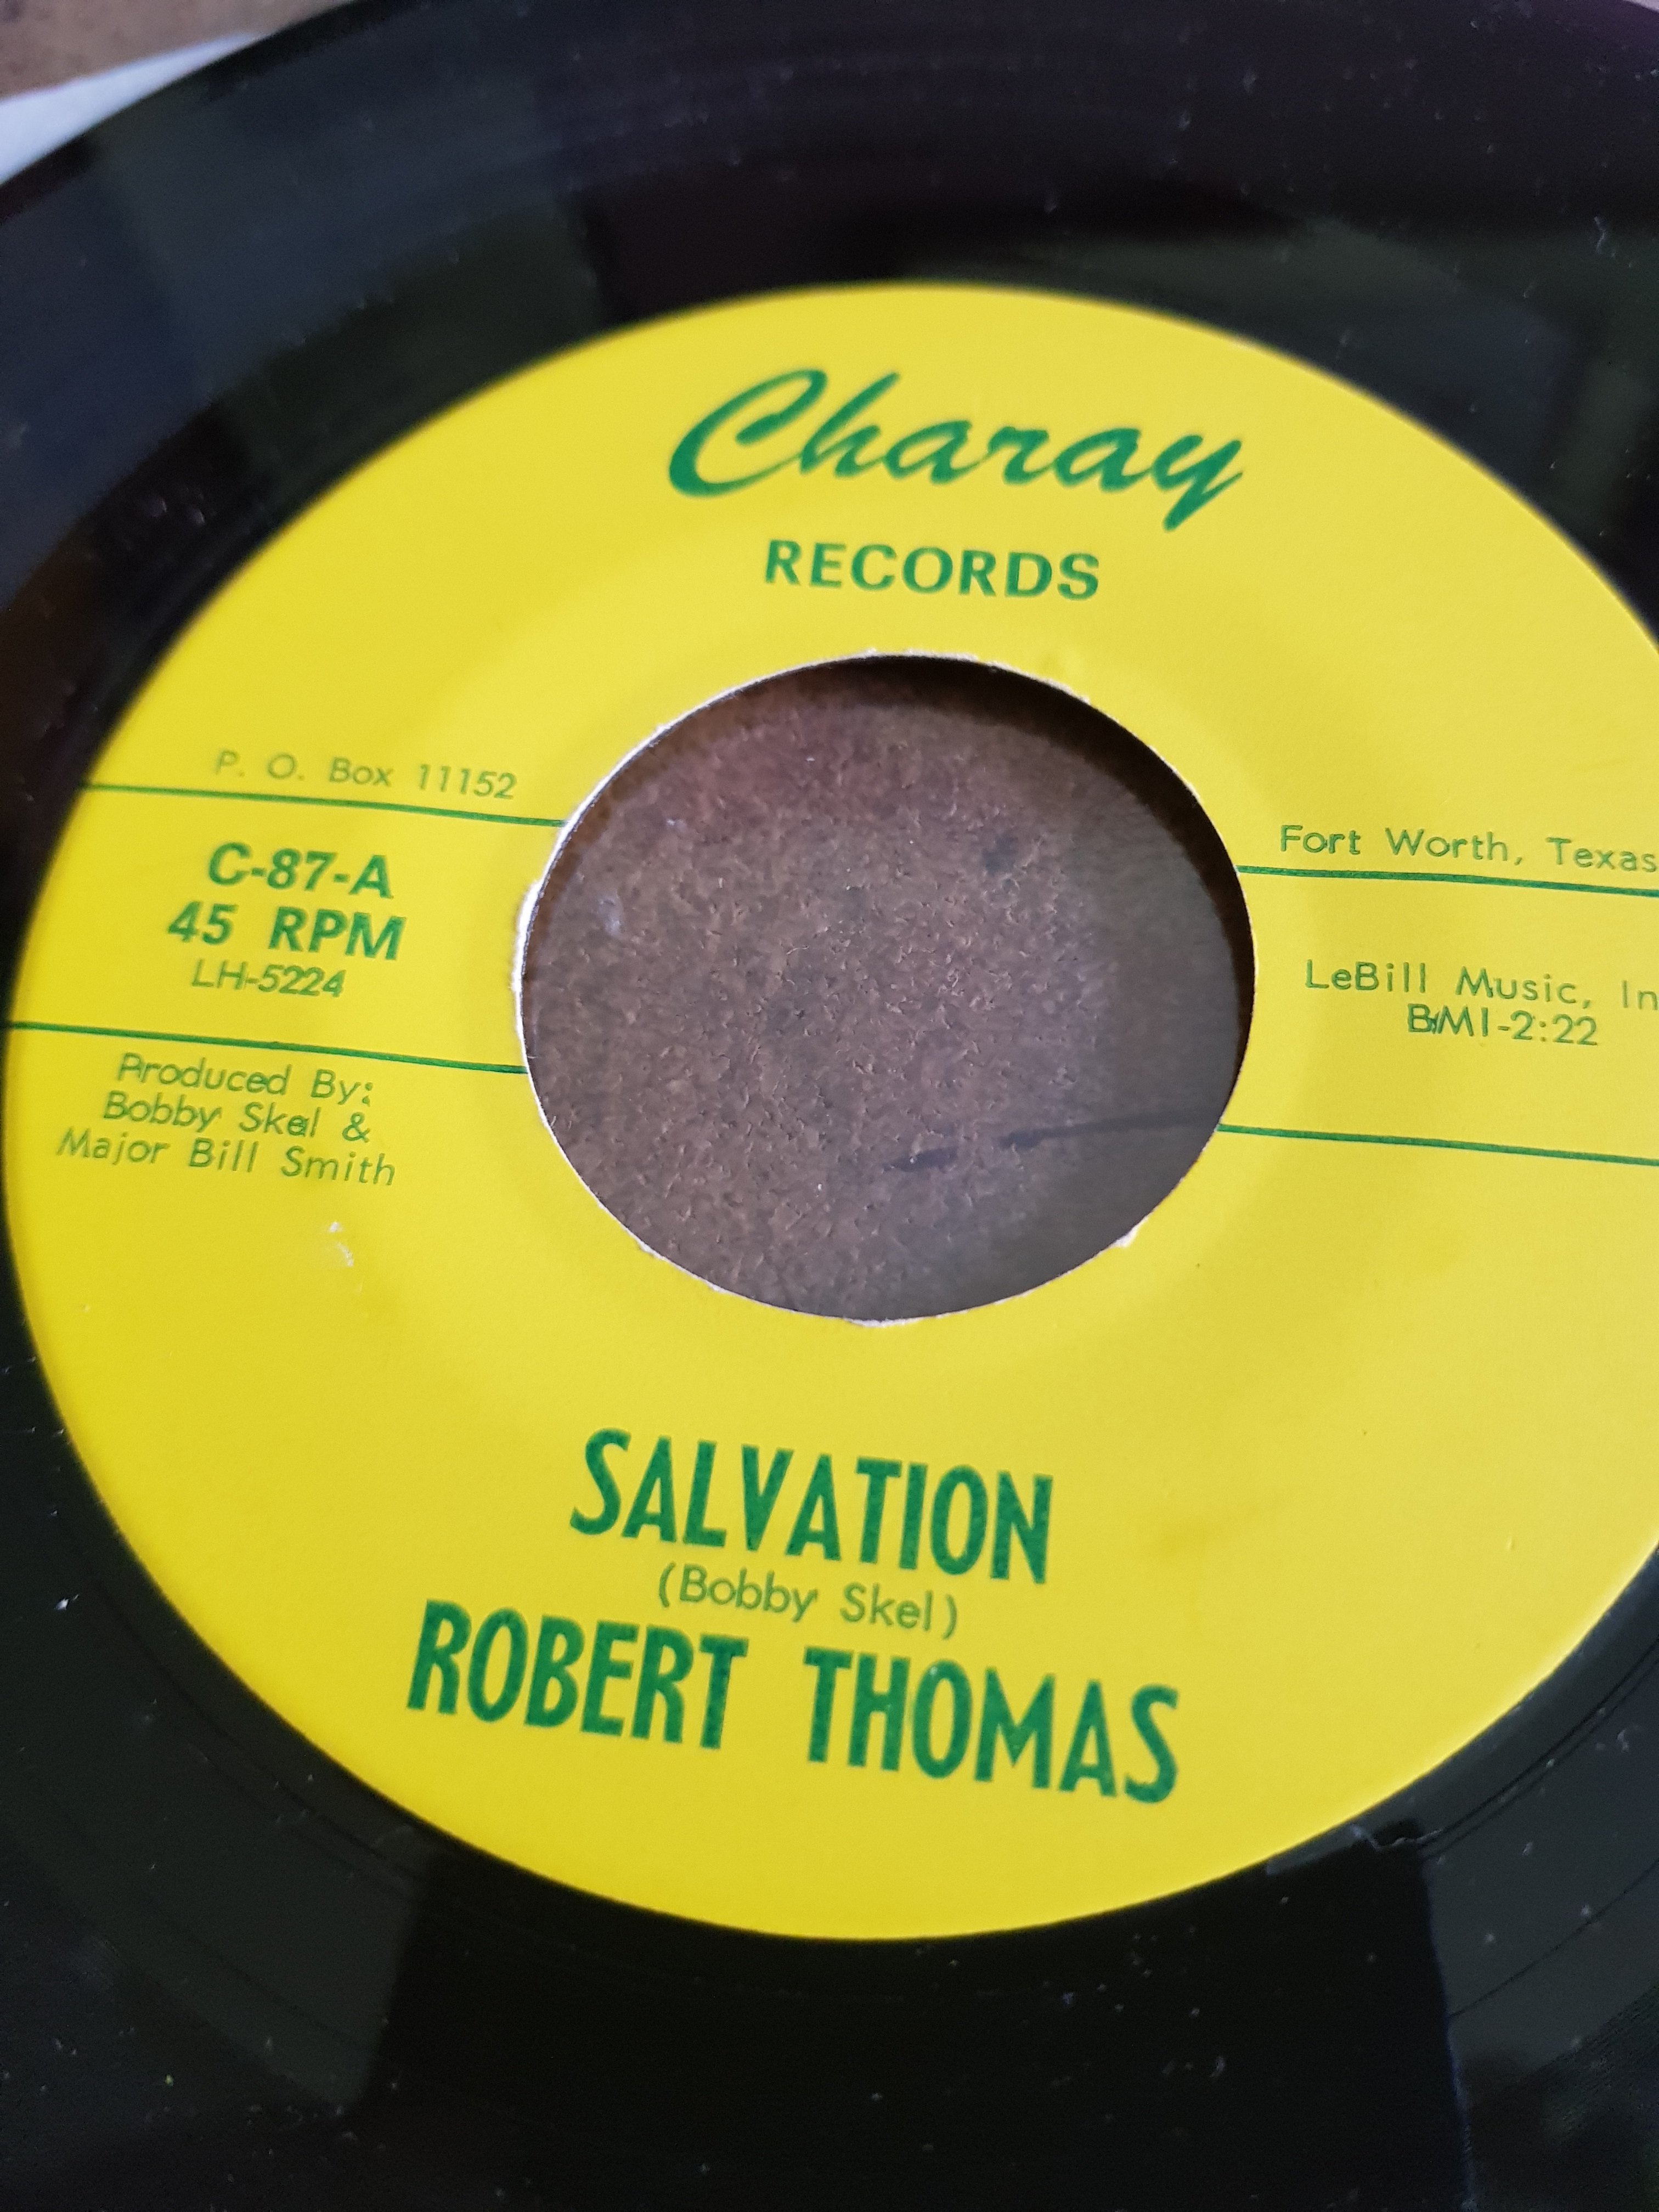 Charay
RECORDS
P. O. Box 11152
Fort Worth, Texas
C-87-A
45 RPM
LH-5224
LeBill Music, In
BMI-2:22
Produced By:
Bobby Skel &
Major Bill Smith
SALVATION
(Bobby Skel)
ROBERT THOMAS